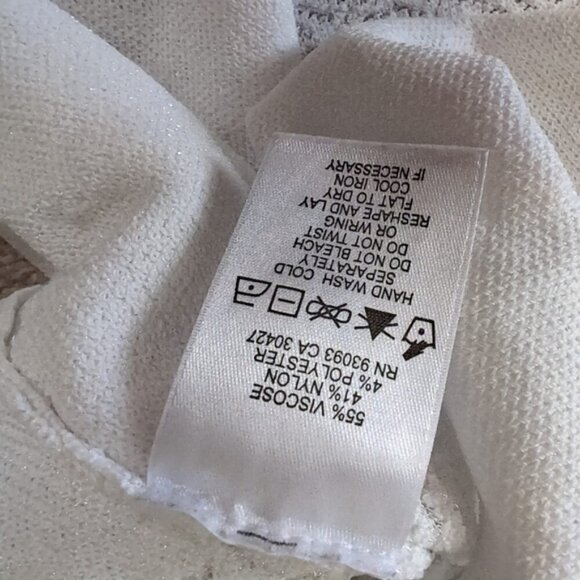 55% VISCOSE
41% NYLON
4% POLYESTER
RN 93093 CA 30427
HAND WASH COLD
SEPARATELY
DO NOT BLEACH
DO NOT TWIST
OR WRING
RESHAPE AND LAY
FLAT TO DRY
COOL IRON
IF NECESSARY